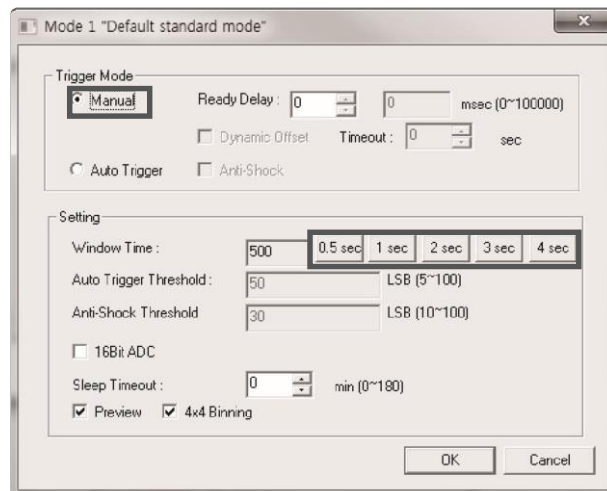 Mode 1 "Default standard mode"
Trigger Mode
Manual Ready Delay : 0 0 msec (0~100000)
Dynamic Offset Timeout : 0 sec
Auto Trigger Anti-Shock
Setting
Window Time : 500 0.5 sec 1 sec 2 sec 3 sec 4 sec
Auto Trigger Threshold : 50 LSB (5~100)
Anti-Shock Threshold 30 LSB (10~100)
16Bit ADC
Sleep Timeout : 0 min (0~180)
Preview 4x4 Binning
OK Cancel